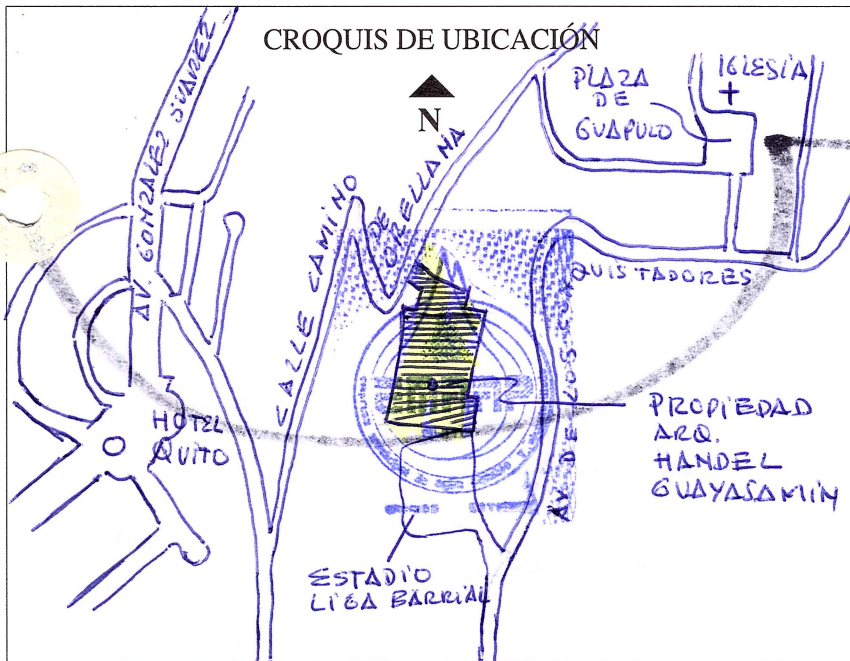 CROQUIS DE UBICACIÓN
N
AV. GONZALEZ SUAREZ
CALLE CAMINO
DE ORELLANA
PLAZA
DE
GUAPULO
IGLESIA
+
AV. DE LOS CONQUISTADORES
HOTEL
QUITO
PROPIEDAD
ARQ.
HANDEL
GUAYASAMIN
ESTADIO
LIGA BARRIAL